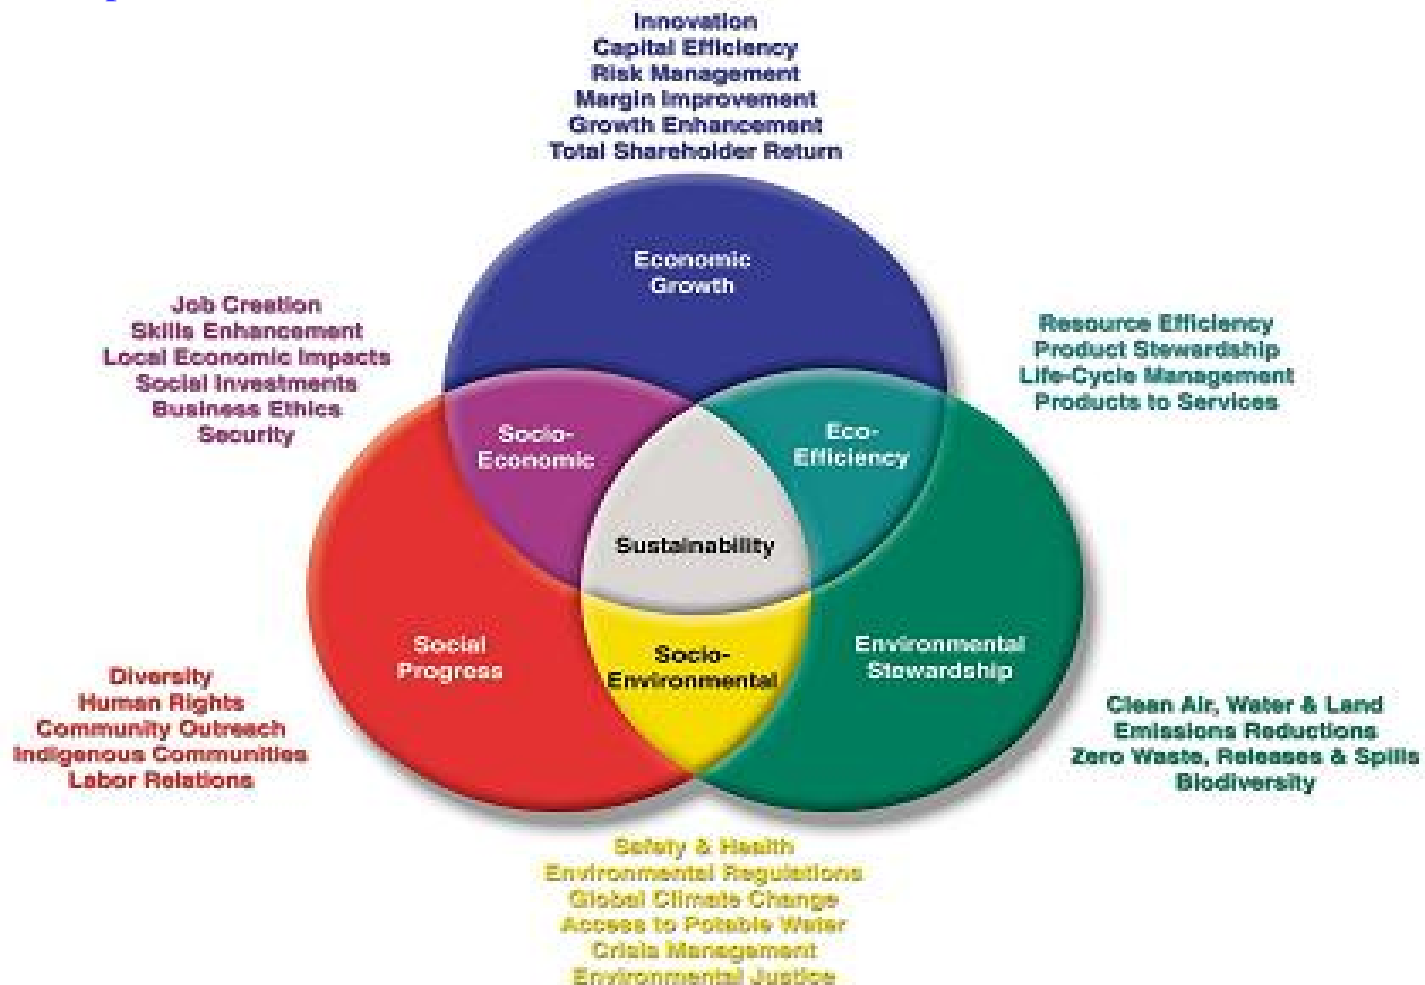 Innovation
Capital Efficiency
Risk Management
Margin Improvement
Growth Enhancement
Total Shareholder Return
Economic
Growth
Job Creation
Skills Enhancement
Local Economic Impacts
Social Investments
Business Ethics
Security
Resource Efficiency
Product Stewardship
Life-Cycle Management
Products to Services
Socio-
Economic
Eco-
Efficiency
Sustainability
Social
Progress
Socio-
Environmental
Environmental
Stewardship
Diversity
Human Rights
Community Outreach
Indigenous Communities
Labor Relations
Clean Air, Water & Land
Emissions Reductions
Zero Waste, Releases & Spills
Biodiversity
Safety & Health
Environmental Regulations
Global Climate Change
Access to Potable Water
Crisis Management
Environmental Justice